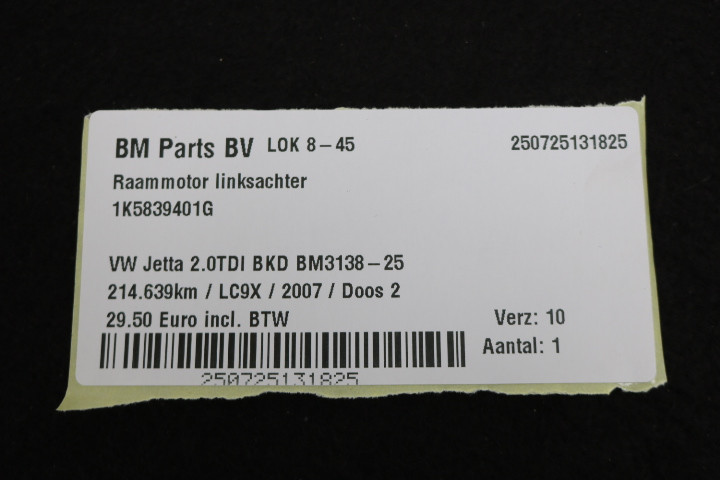 BM Parts BV LOK 8-45 250725131825
Raammotor linksachter
1K5839401G
VW Jetta 2.0TDI BKD BM3138-25
214.639km / LC9X / 2007 / Doos 2
29.50 Euro incl. BTW Verz: 10
Aantal: 1
250725131825